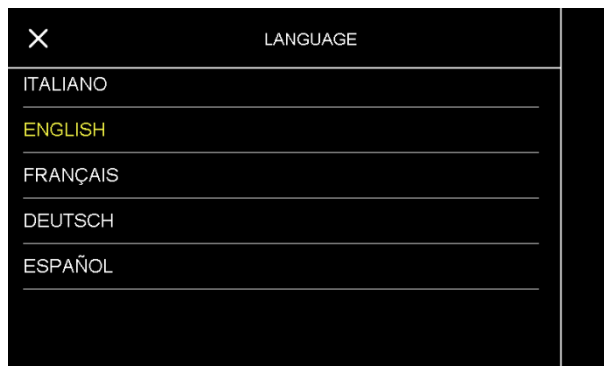 LANGUAGE
ITALIANO
ENGLISH
FRANÇAIS
DEUTSCH
ESPAÑOL